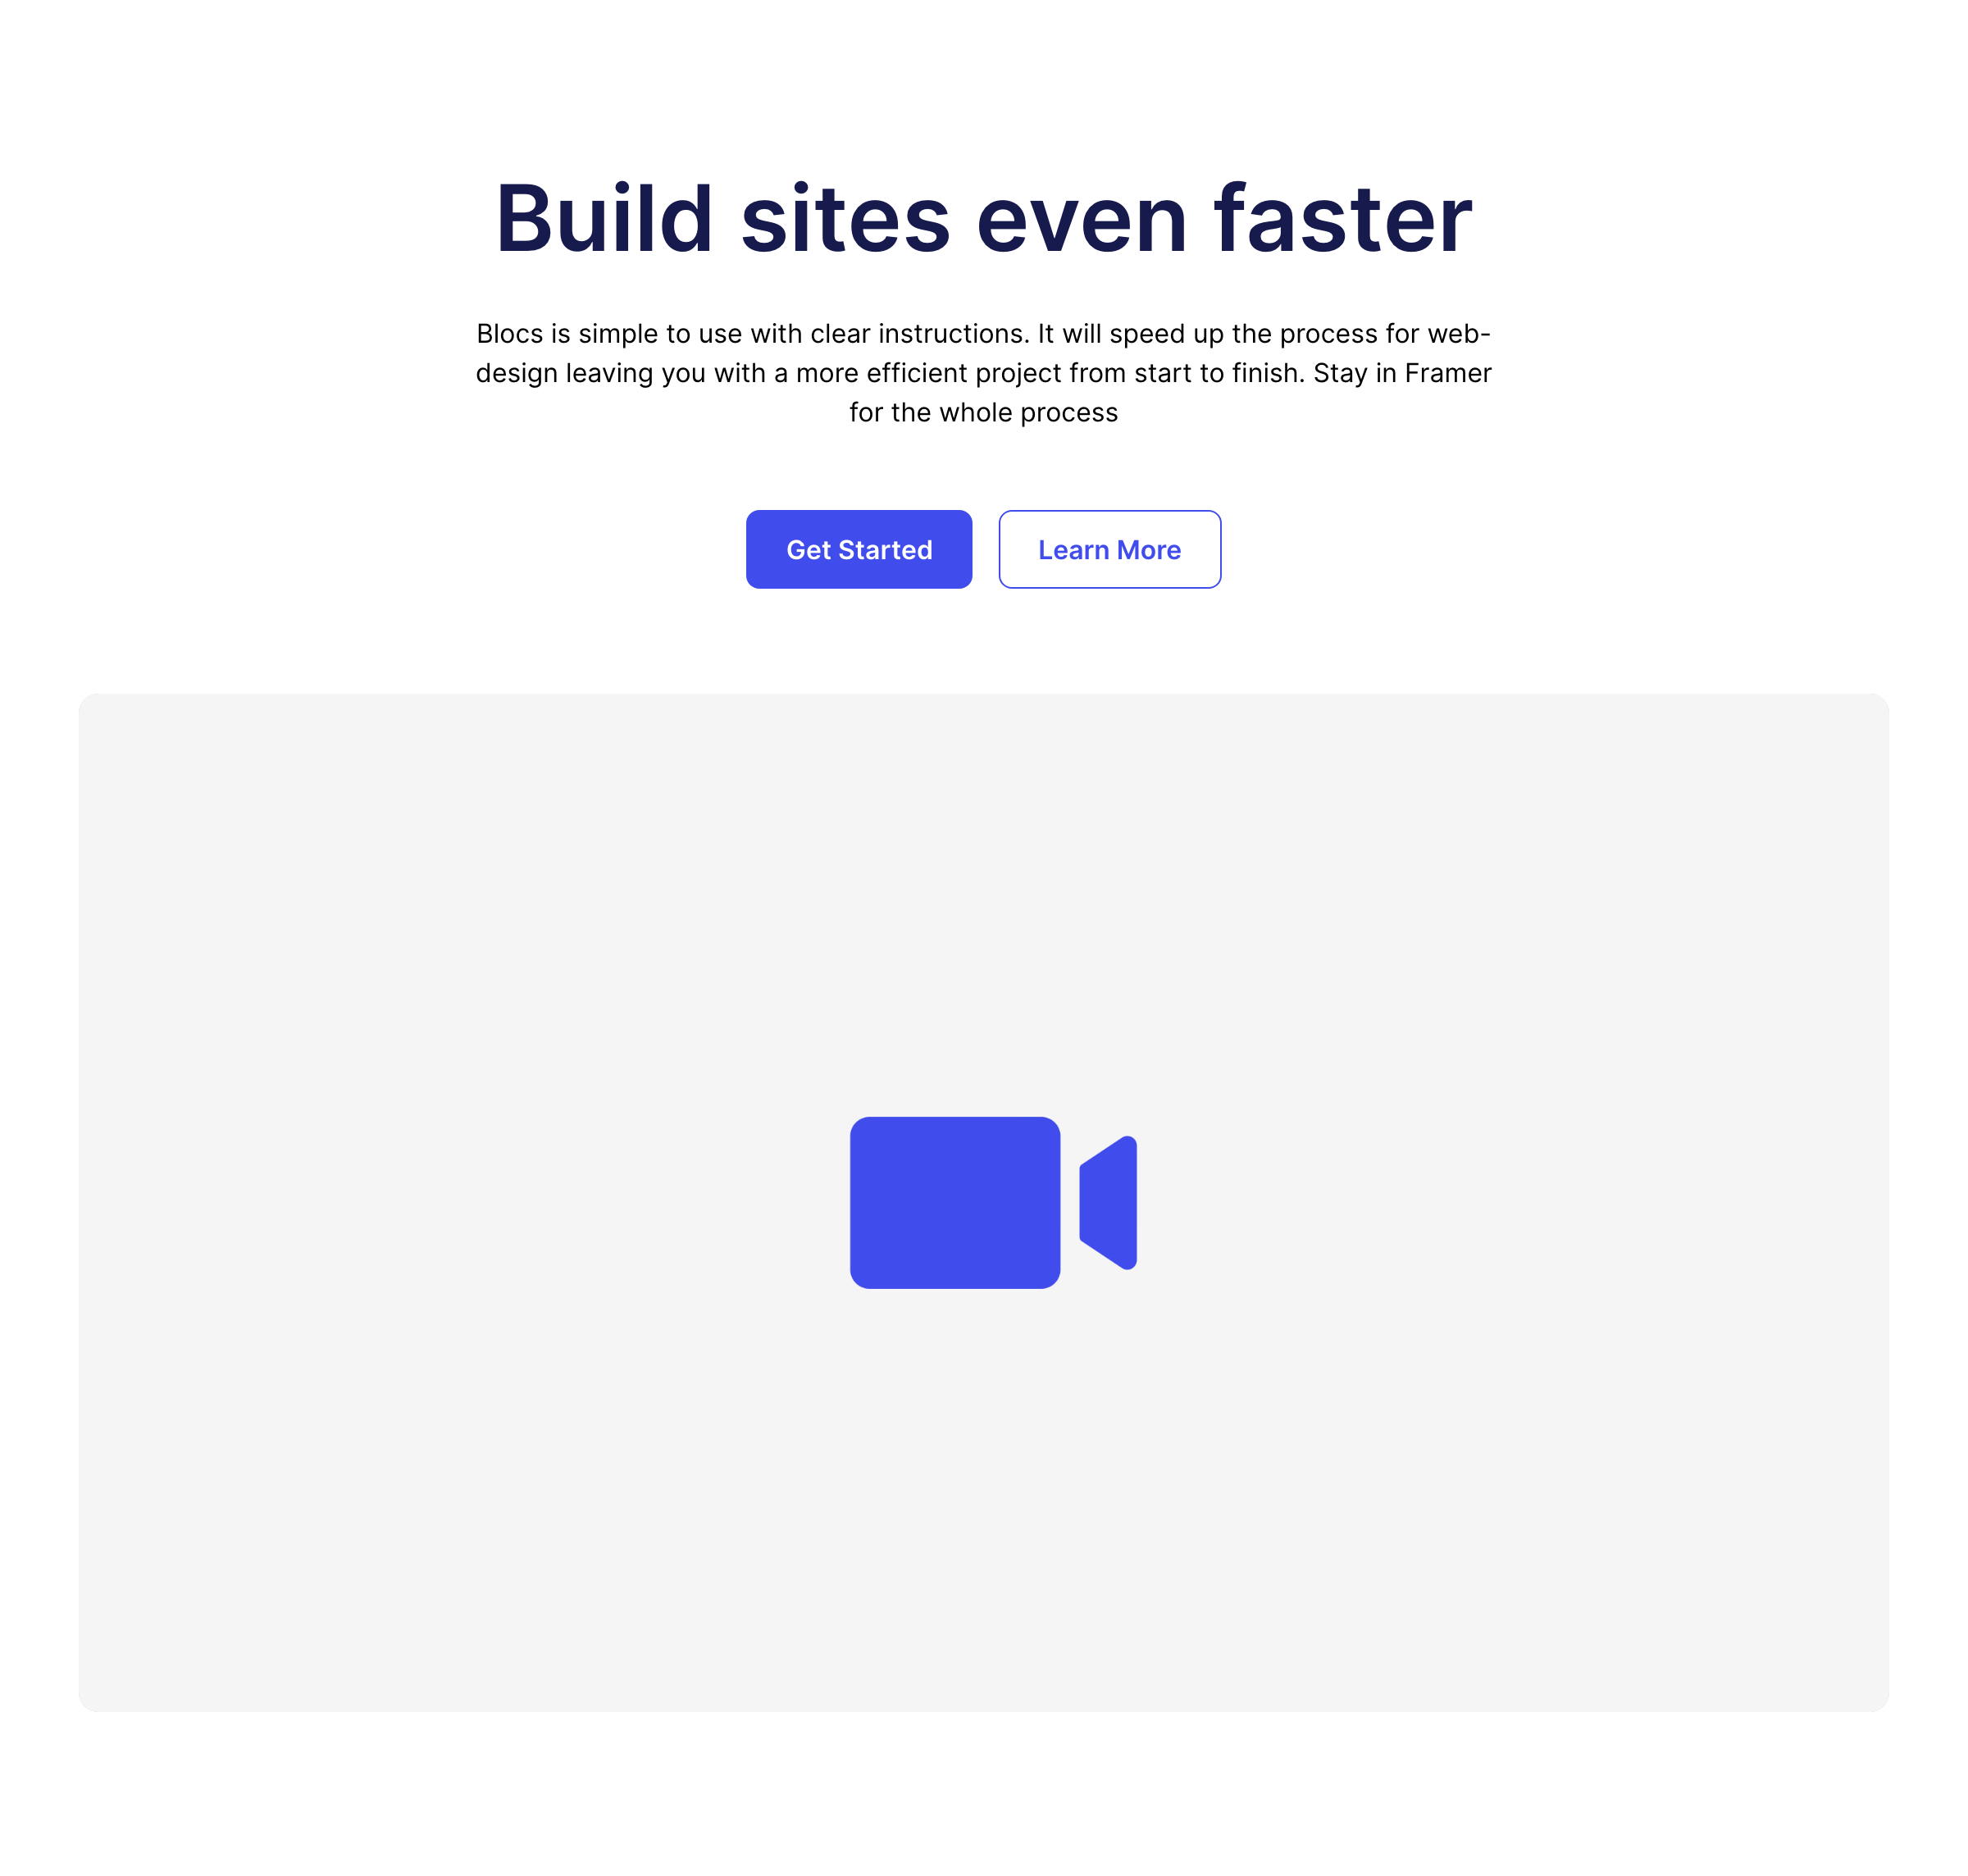 Build sites even faster
Blocs is simple to use with clear instructions. It will speed up the process for web-
design leaving you with a more efficient project from start to finish. Stay in Framer
for the whole process
Get Started
Learn More